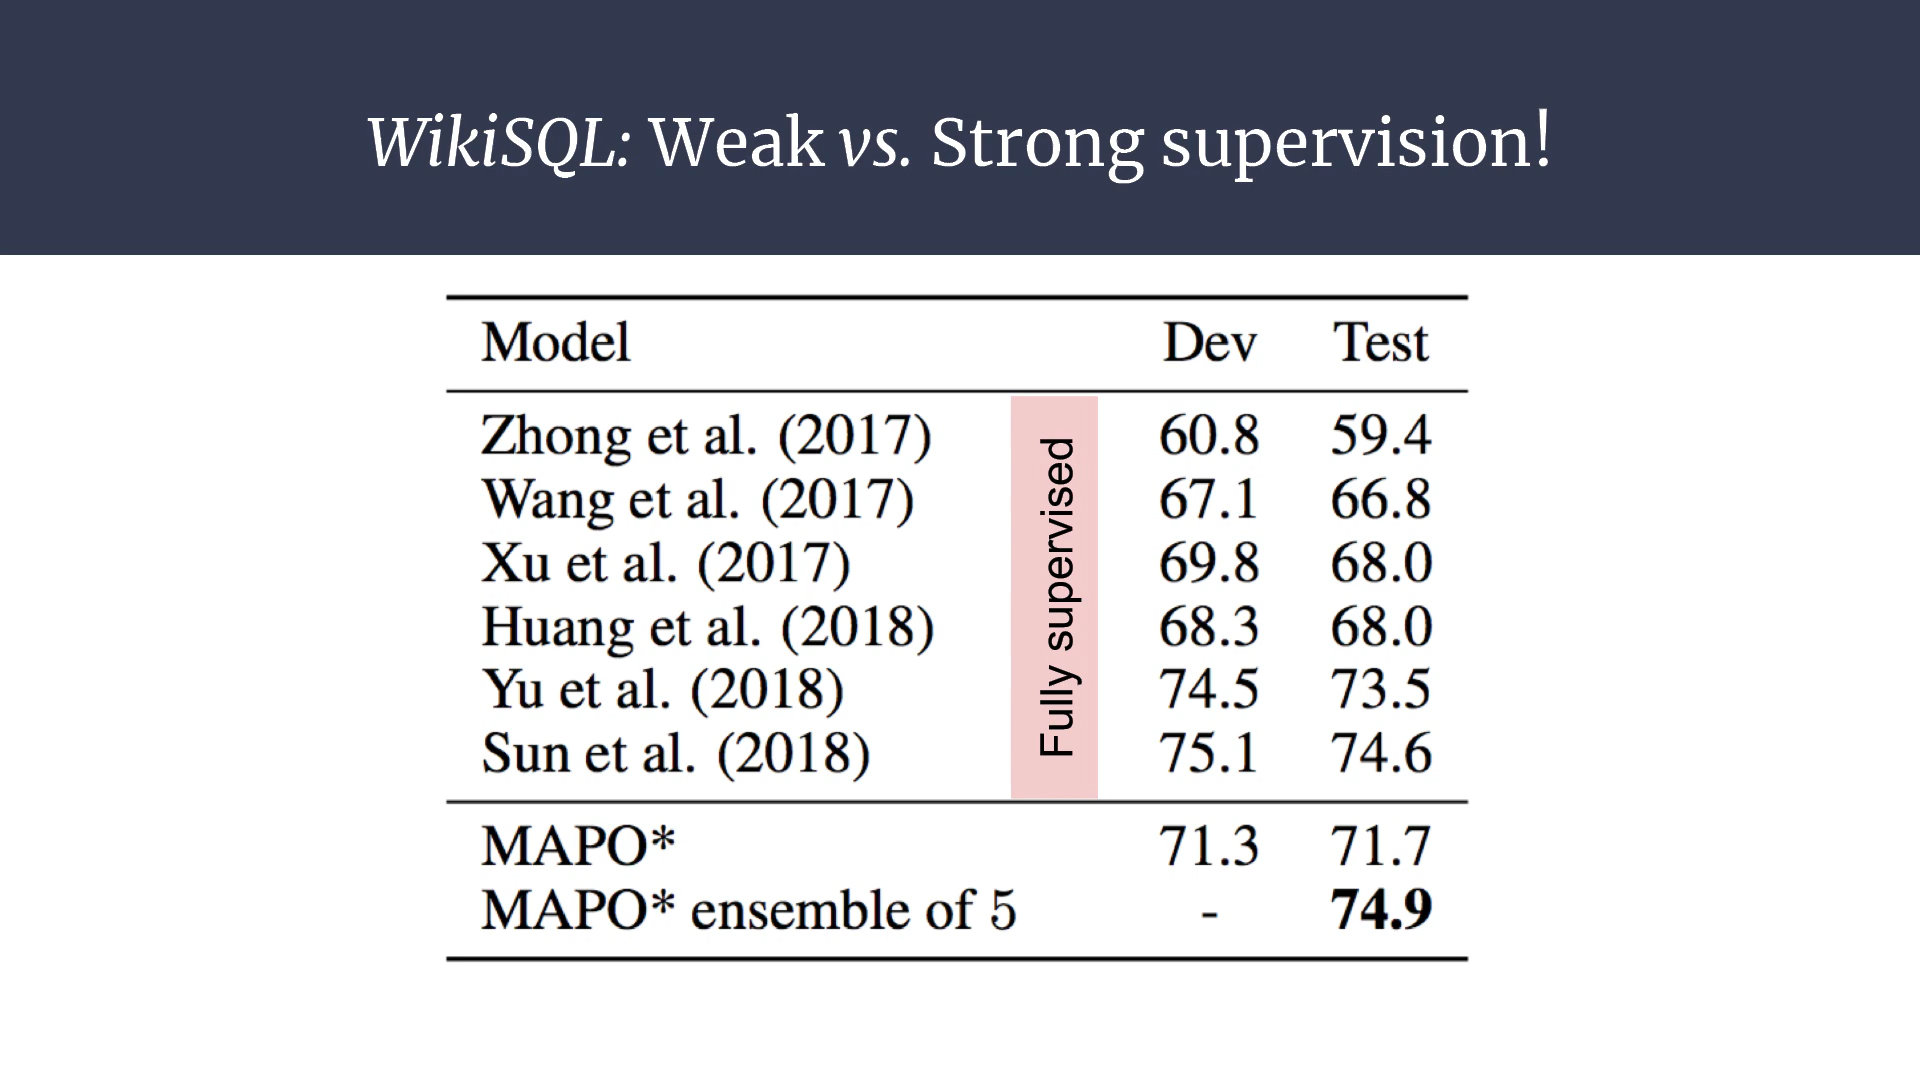 WikiSQL: Weak vs. Strong supervision!
Model Dev Test
Zhong et al. (2017) 60.8 59.4
Wang et al. (2017) 67.1 66.8
Xu et al. (2017) 69.8 68.0
Huang et al. (2018) 68.3 68.0
Yu et al. (2018) 74.5 73.5
Sun et al. (2018) 75.1 74.6
Fully supervised
MAPO* 71.3 71.7
MAPO* ensemble of 5 - 74.9